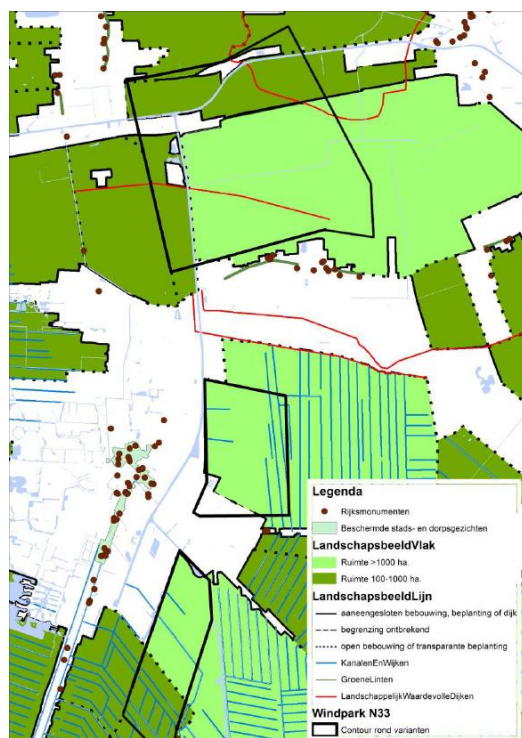 Legenda
Rijksmonumenten
Beschermde stads- en dorpsgezichten
LandschapsbeeldVlak
Ruimte >1000 ha.
Ruimte 100-1000 ha.
LandschapsbeeldLijn
aaneengesloten bebouwing, beplanting of dijk
begrenzing ontbrekend
open bebouwing of transparante beplanting
KanalenEnWijken
GroeneLinten
LandschappelijkWaardevolleDijken
Windpark N33
Contour rond varianten